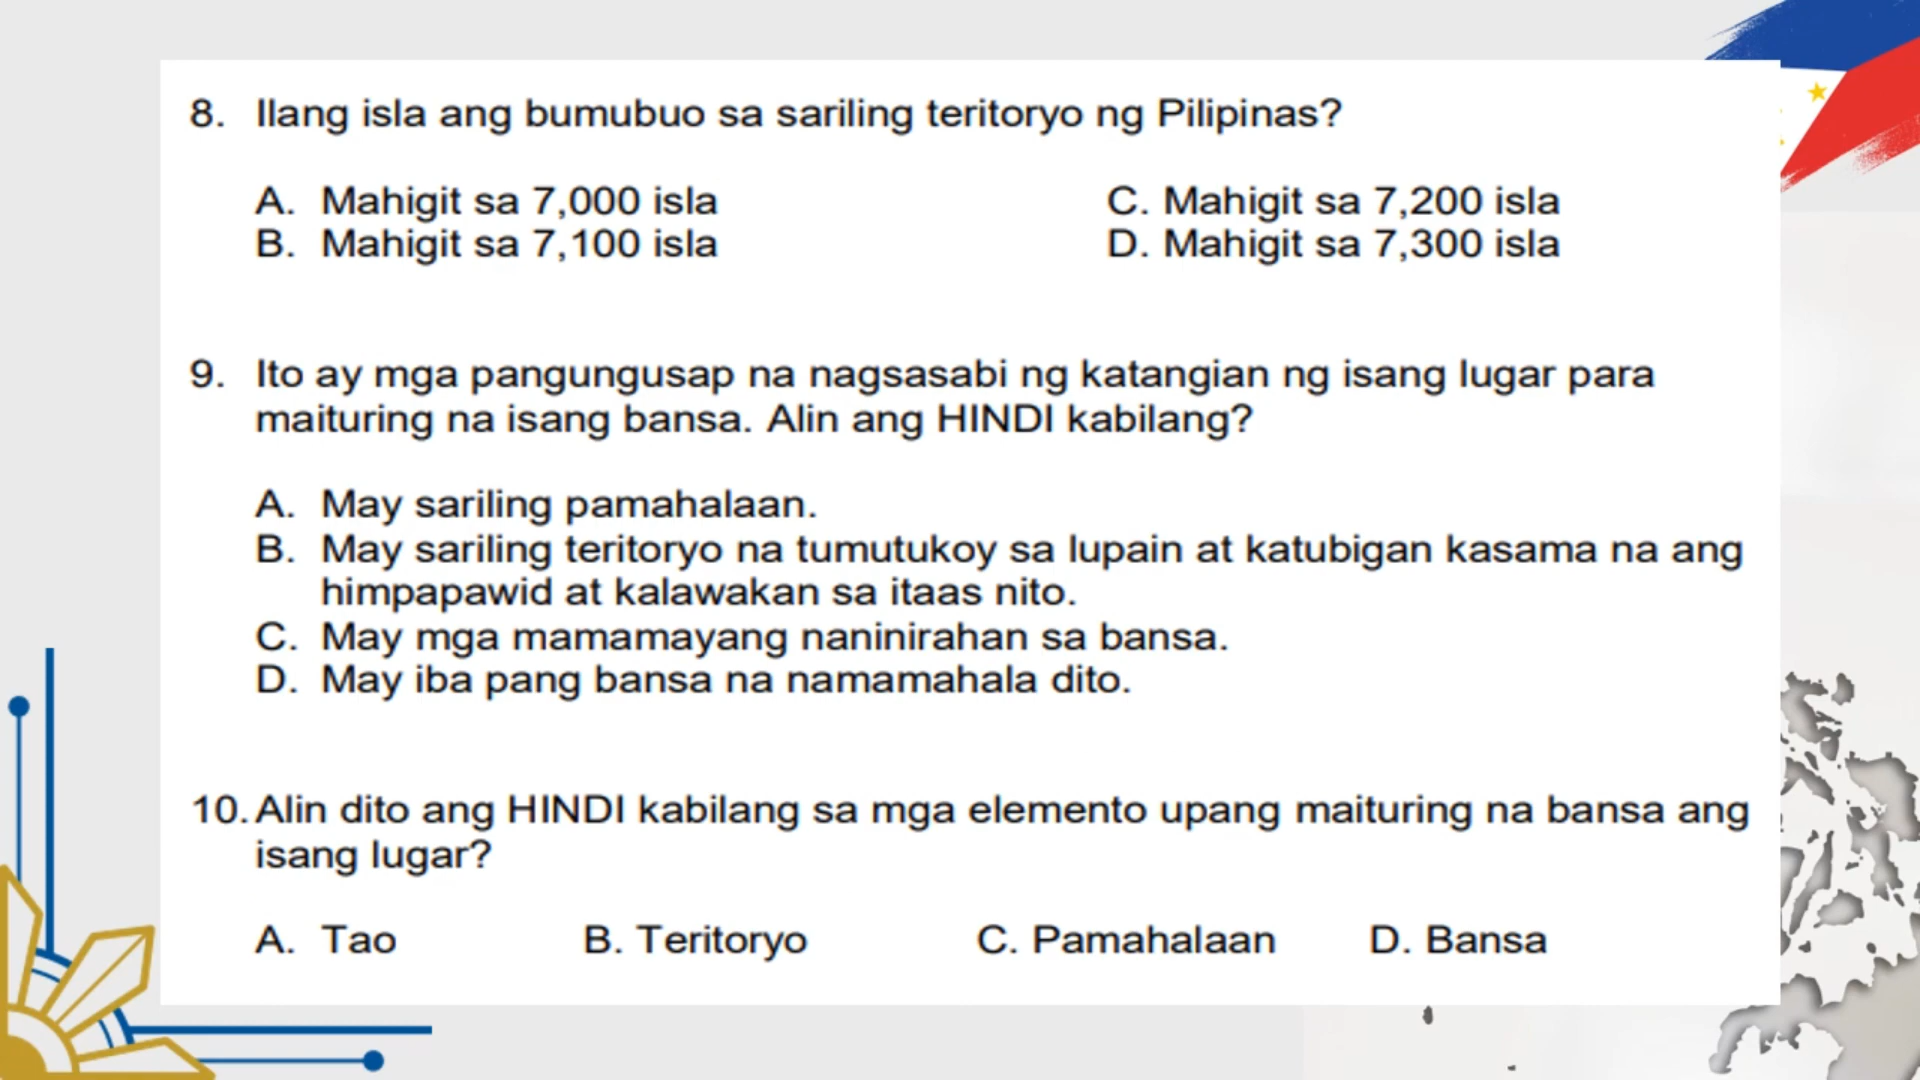 8. Ilang isla ang bumubuo sa sariling teritoryo ng Pilipinas?
A. Mahigit sa 7,000 isla
B. Mahigit sa 7,100 isla
C. Mahigit sa 7,200 isla
D. Mahigit sa 7,300 isla
9. Ito ay mga pangungusap na nagsasabi ng katangian ng isang lugar para
maituring na isang bansa. Alin ang HINDI kabilang?
A. May sariling pamahalaan.
B. May sariling teritoryo na tumutukoy sa lupain at katubigan kasama na ang
himpapawid at kalawakan sa itaas nito.
C. May mga mamamayang naninirahan sa bansa.
D. May iba pang bansa na namamahala dito.
10. Alin dito ang HINDI kabilang sa mga elemento upang maituring na bansa ang
isang lugar?
A. Tao B. Teritoryo C. Pamahalaan D. Bansa